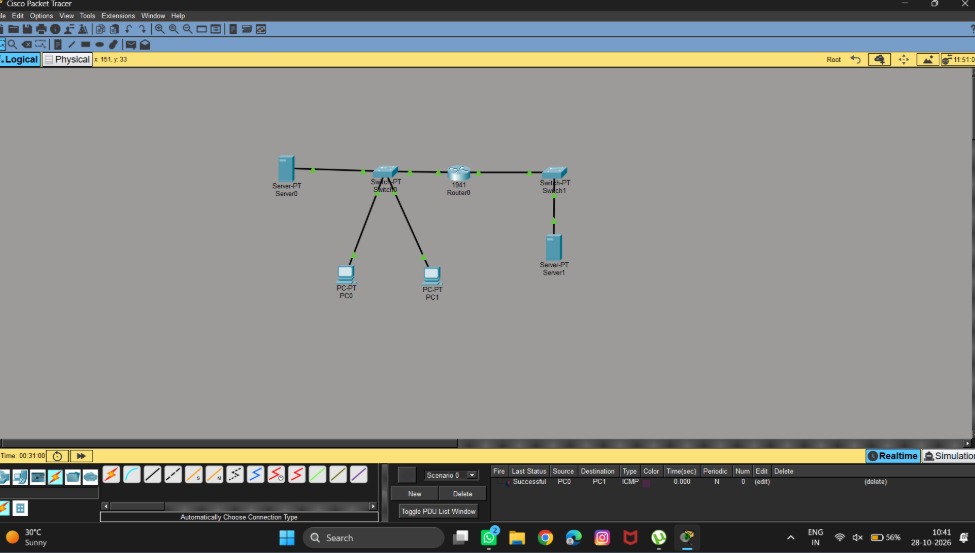 Cisco Packet Tracer
Edit Options View Tools Extensions Window Help
Logical Physical x: 151, y: 33 Root 11:51:0
Server-PT
Server0
Switch-PT
Switch0
1941
Router0
Switch-PT
Switch1
Server-PT
Server1
PC-PT
PC0
PC-PT
PC1
Time: 00:31:00
Realtime Simulation
Scenario 0
New Delete
Toggle PDU List Window
Automatically Choose Connection Type
Fire Last Status Source Destination Type Color Time(sec) Periodic Num Edit Delete
Successful PC0 PC1 ICMP 0.000 N 0 (edit) (delete)
30°C
Sunny
Search
2
ENG
IN
56%
10:41
28-10-2026